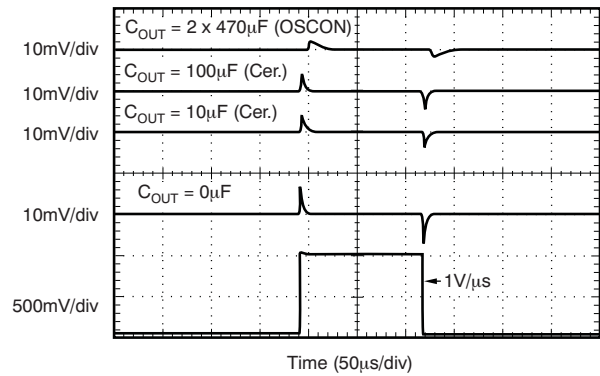 C_OUT = 2 x 470µF (OSCON)
10mV/div
C_OUT = 100µF (Cer.)
10mV/div
C_OUT = 10µF (Cer.)
10mV/div
C_OUT = 0µF
10mV/div
1V/µs
500mV/div
Time (50µs/div)